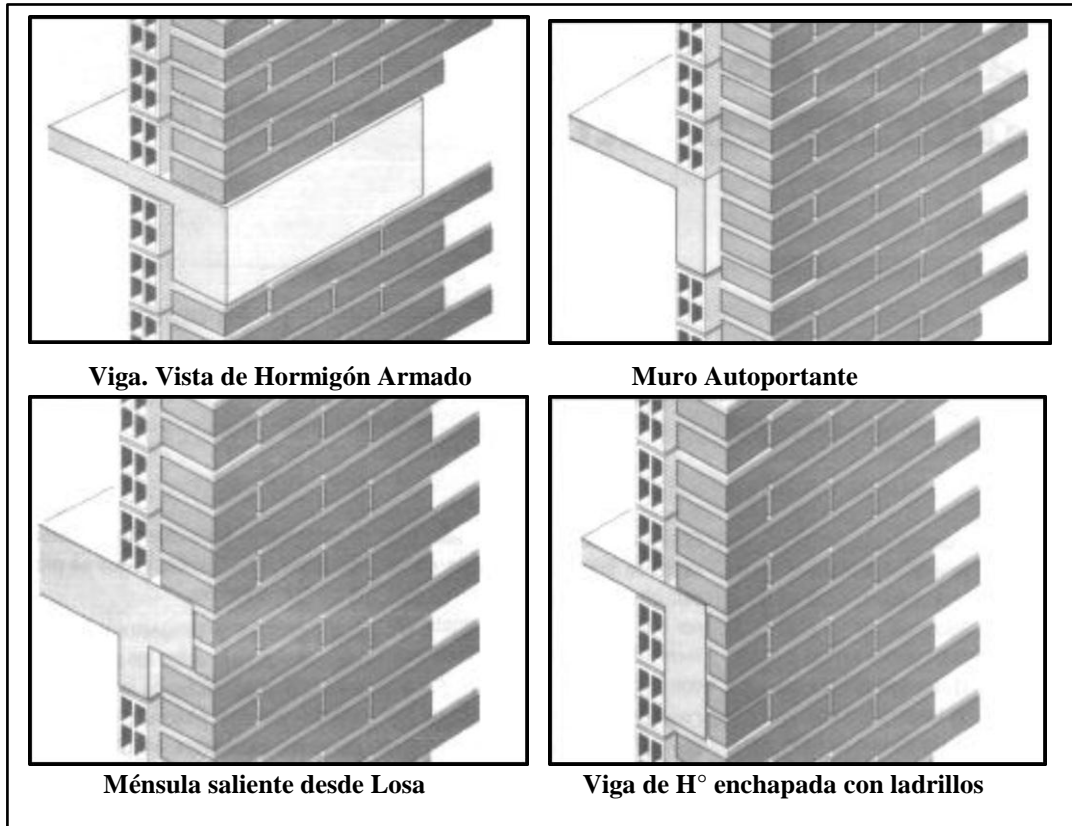 Viga. Vista de Hormigón Armado
Muro Autoportante
Ménsula saliente desde Losa
Viga de H° enchapada con ladrillos